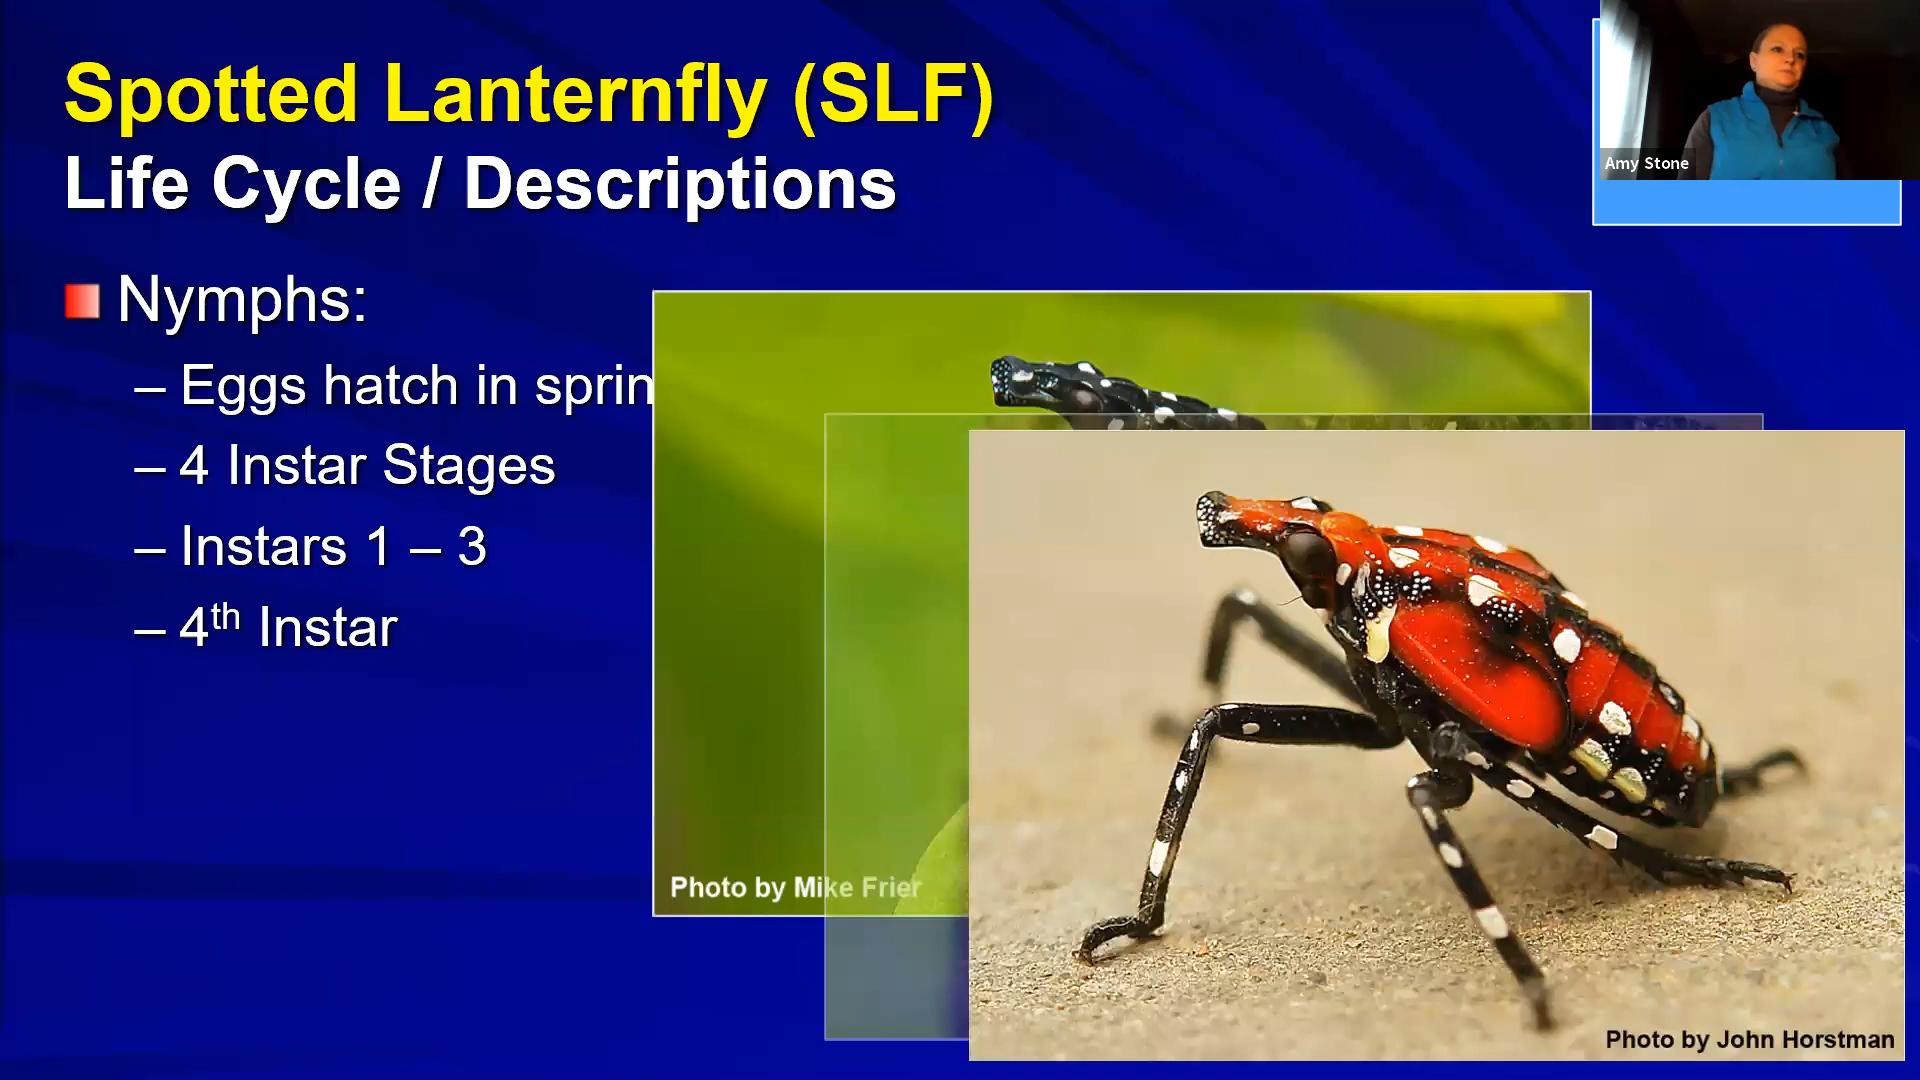 Spotted Lanternfly (SLF)
Life Cycle / Descriptions
Amy Stone
Nymphs:
– Eggs hatch in sprin
– 4 Instar Stages
– Instars 1 – 3
– 4th Instar
Photo by Mike Frier
Photo by John Horstman